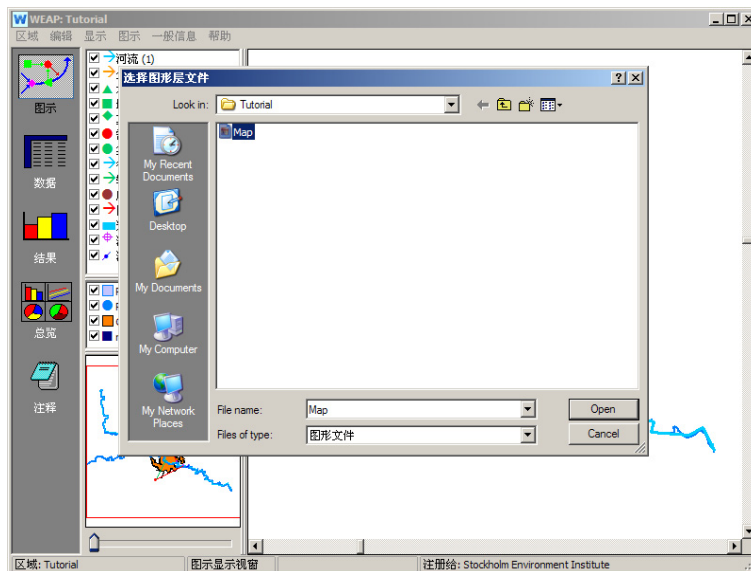 WEAP: Tutorial
区域 编辑 显示 图示 一般信息 帮助
河流 (1)
选择图形层文件
Look in: Tutorial
Map
My Recent Documents
Desktop
My Documents
My Computer
My Network Places
File name: Map Open
Files of type: 图形文件 Cancel
图示
数据
结果
总览
注释
区域: Tutorial 图示显示视窗 注册给: Stockholm Environment Institute